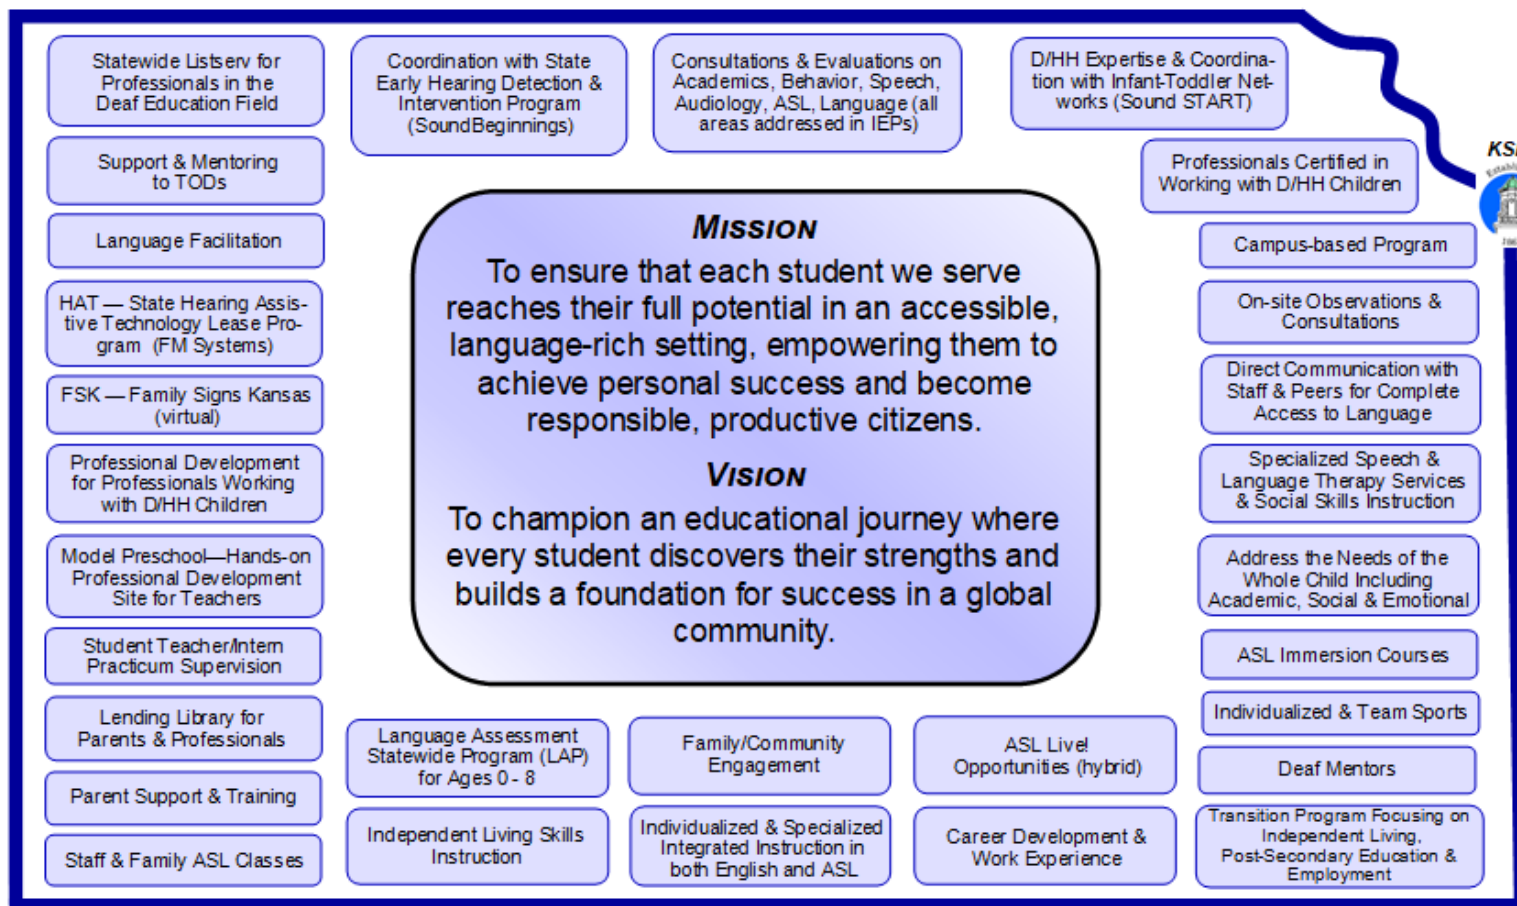 Statewide Listserv for
Professionals in the
Deaf Education Field
Coordination with State
Early Hearing Detection &
Intervention Program
(SoundBeginnings)
Consultations & Evaluations on
Academics, Behavior, Speech,
Audiology, ASL, Language (all
areas addressed in IEPs)
D/HH Expertise & Coordina-
tion with Infant-Toddler Net-
works (Sound START)
Professionals Certified in
Working with D/HH Children
Support & Mentoring
to TODs
Language Facilitation
HAT — State Hearing Assis-
tive Technology Lease Pro-
gram (FM Systems)
FSK — Family Signs Kansas
(virtual)
Professional Development
for Professionals Working
with D/HH Children
Model Preschool—Hands-on
Professional Development
Site for Teachers
Student Teacher/Intern
Practicum Supervision
Lending Library for
Parents & Professionals
Parent Support & Training
Staff & Family ASL Classes
MISSION
To ensure that each student we serve
reaches their full potential in an accessible,
language-rich setting, empowering them to
achieve personal success and become
responsible, productive citizens.
VISION
To champion an educational journey where
every student discovers their strengths and
builds a foundation for success in a global
community.
Campus-based Program
On-site Observations &
Consultations
Direct Communication with
Staff & Peers for Complete
Access to Language
Specialized Speech &
Language Therapy Services
& Social Skills Instruction
Address the Needs of the
Whole Child Including
Academic, Social & Emotional
ASL Immersion Courses
Individualized & Team Sports
Deaf Mentors
Transition Program Focusing on
Independent Living,
Post-Secondary Education &
Employment
Language Assessment
Statewide Program (LAP)
for Ages 0 - 8
Family/Community
Engagement
ASL Live!
Opportunities (hybrid)
Independent Living Skills
Instruction
Individualized & Specialized
Integrated Instruction in
both English and ASL
Career Development &
Work Experience